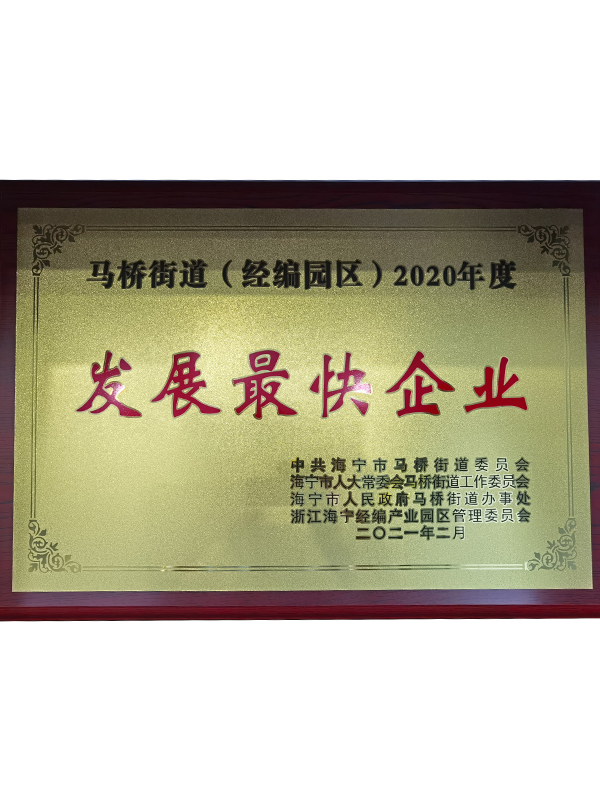 马桥街道（经编园区）2020年度
发展最快企业
中共海宁市马桥街道委员会
海宁市人大常委会马桥街道工作委员会
海宁市人民政府马桥街道办事处
浙江海宁经编产业园区管理委员会
二〇二一年二月